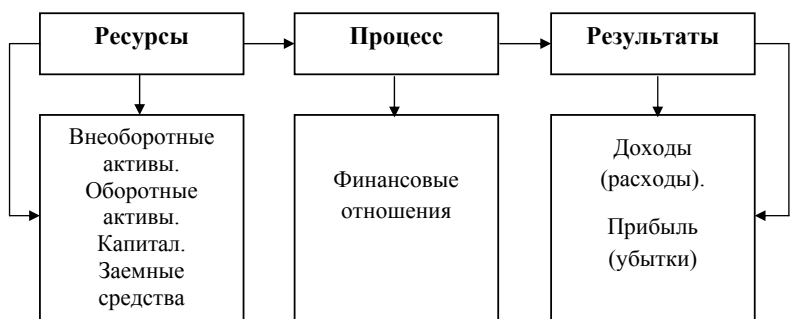 Ресурсы
Процесс
Результаты
Внеоборотные
активы.
Оборотные
активы.
Капитал.
Заемные
средства
Финансовые
отношения
Доходы
(расходы).
Прибыль
(убытки)